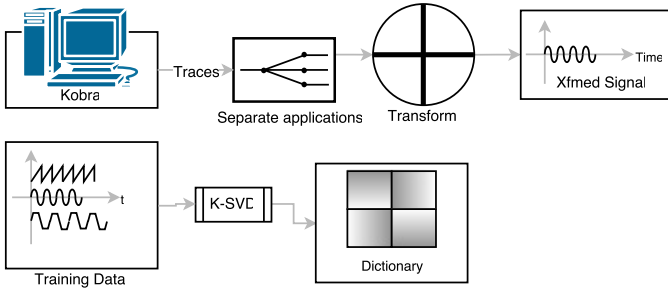 Kobra
Traces
Separate applications
Transform
Time
Xfmed Signal
t
Training Data
K-SVD
Dictionary